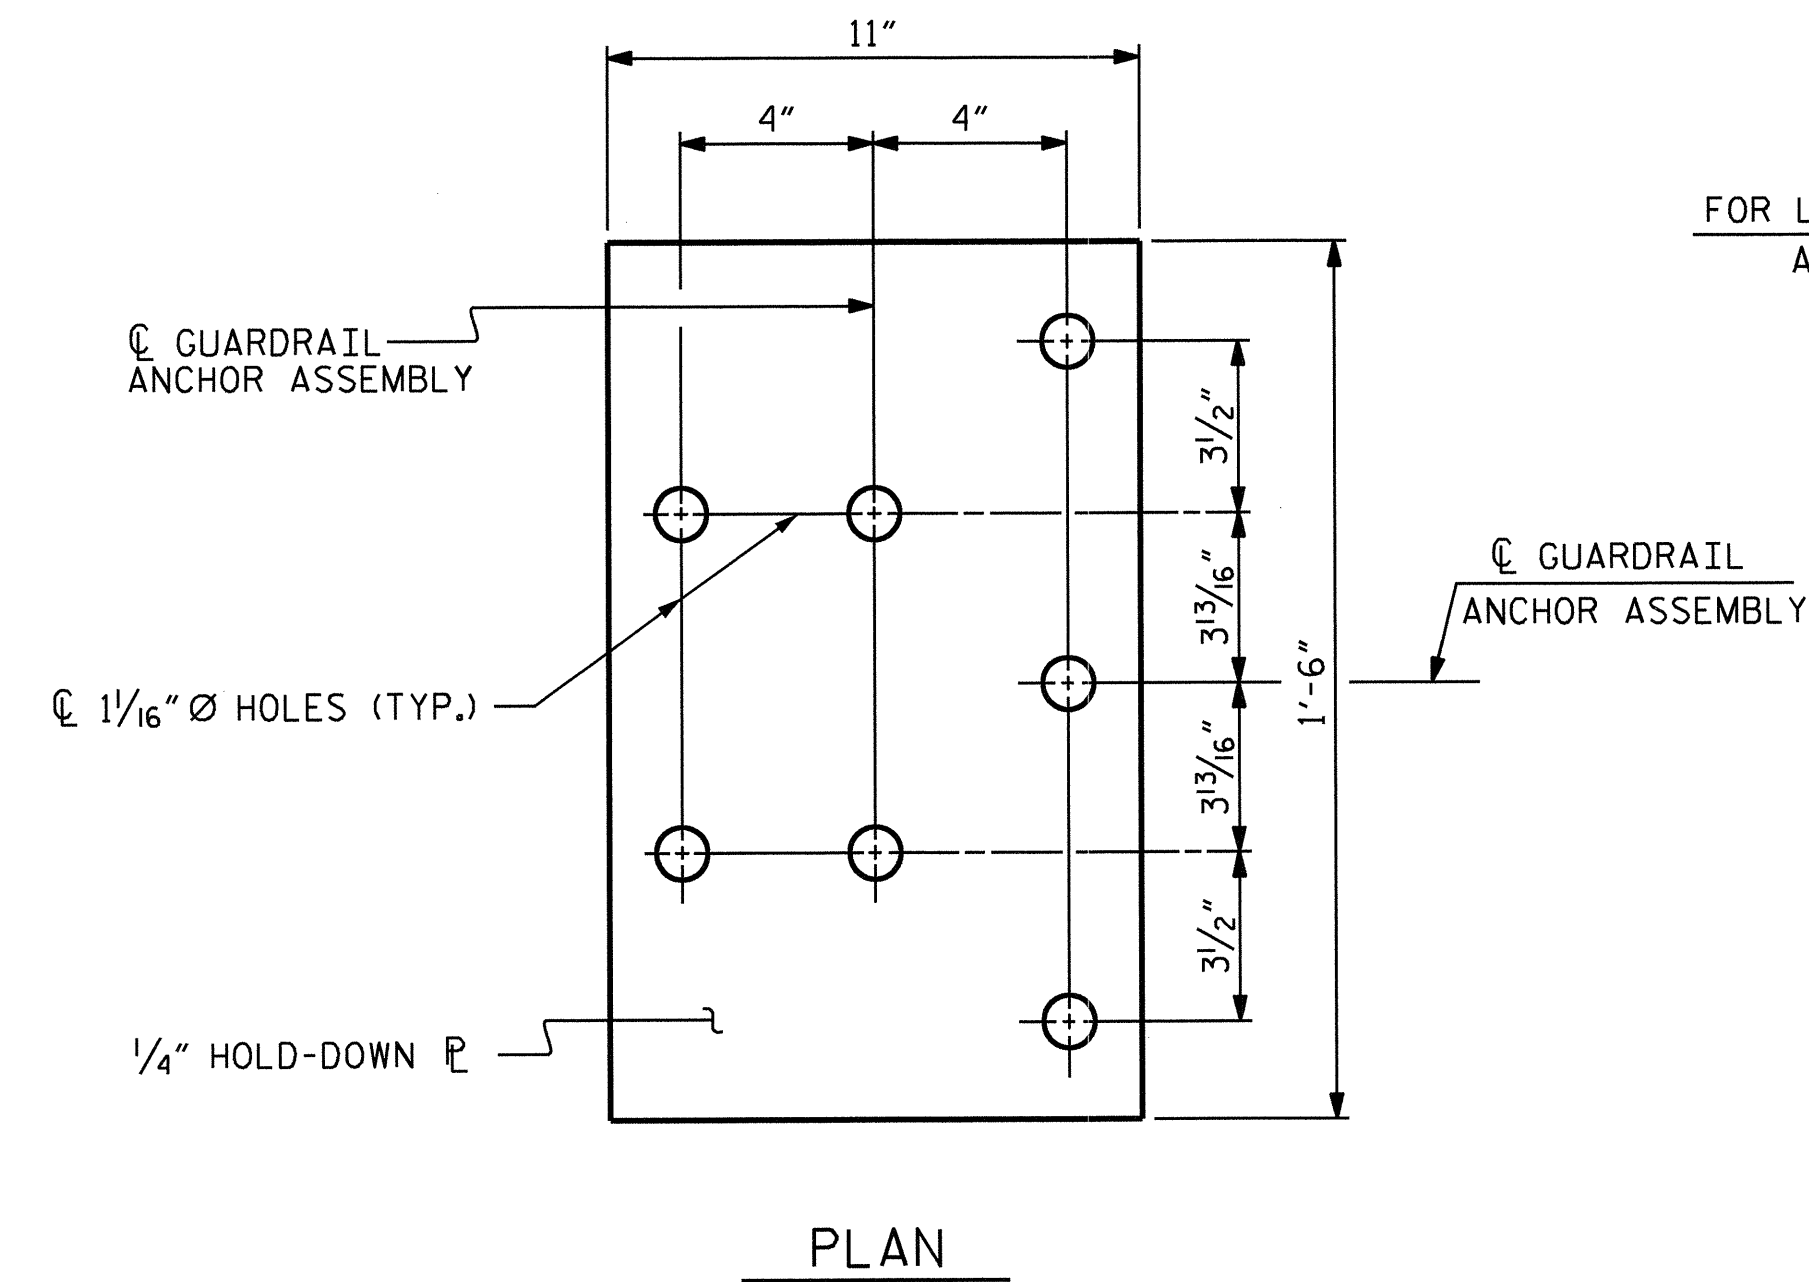 11"
4" 4"
FOR L
A
℄ GUARDRAIL
ANCHOR ASSEMBLY
3 1/2"
3 13/16"
℄ GUARDRAIL
ANCHOR ASSEMBLY
1'-6"
℄ 1 1/16" Ø HOLES (TYP.)
3 13/16"
3 1/2"
1/4" HOLD-DOWN ⅊
PLAN